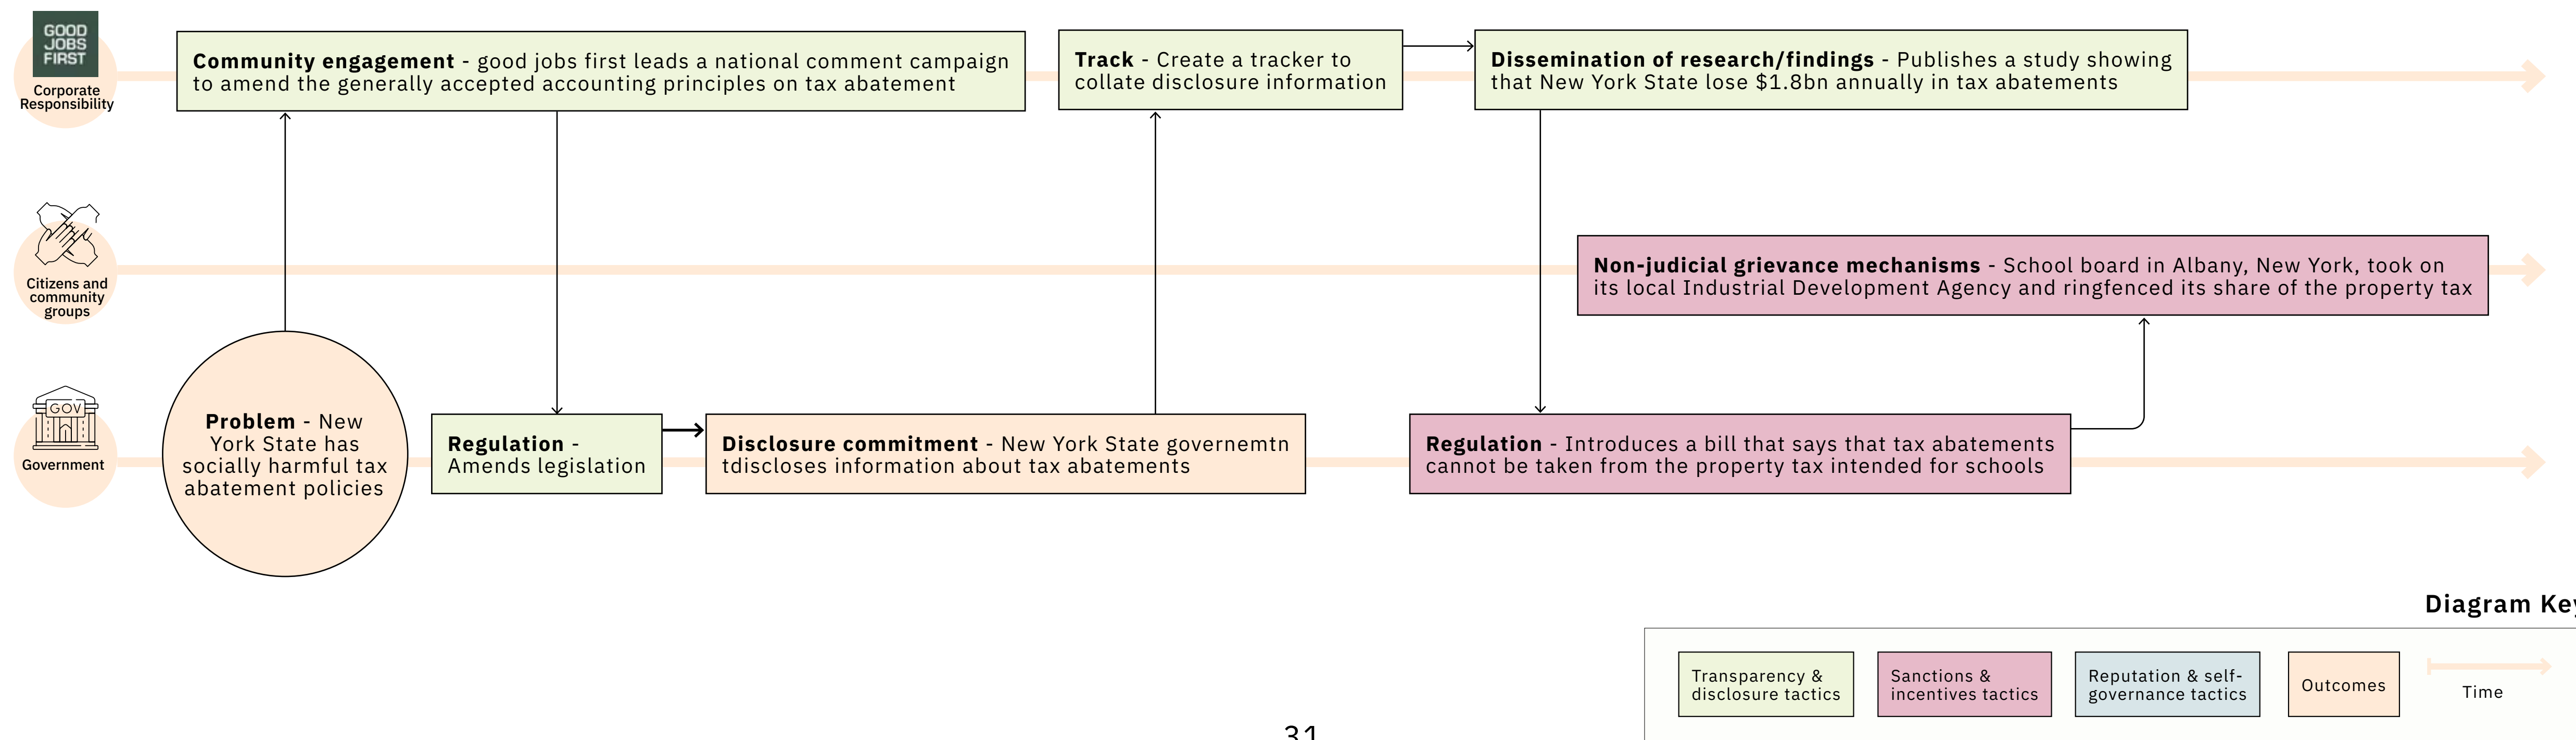 GOOD
JOBS
FIRST
Corporate
Responsibility
Community engagement - good jobs first leads a national comment campaign
to amend the generally accepted accounting principles on tax abatement
Track - Create a tracker to
collate disclosure information
Dissemination of research/findings - Publishes a study showing
that New York State lose $1.8bn annually in tax abatements
Citizens and
community
groups
Non-judicial grievance mechanisms - School board in Albany, New York, took on
its local Industrial Development Agency and ringfenced its share of the property tax
GOV
Government
Problem - New
York State has
socially harmful tax
abatement policies
Regulation -
Amends legislation
Disclosure commitment - New York State governemtn
tdiscloses information about tax abatements
Regulation - Introduces a bill that says that tax abatements
cannot be taken from the property tax intended for schools
Diagram Key
Transparency &
disclosure tactics
Sanctions &
incentives tactics
Reputation & self-
governance tactics
Outcomes
Time
31